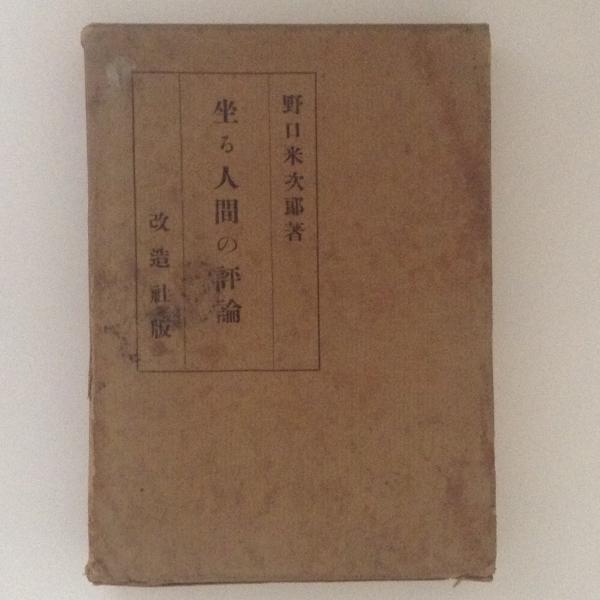 野口米次郎著
坐る人間の評論
改造社版